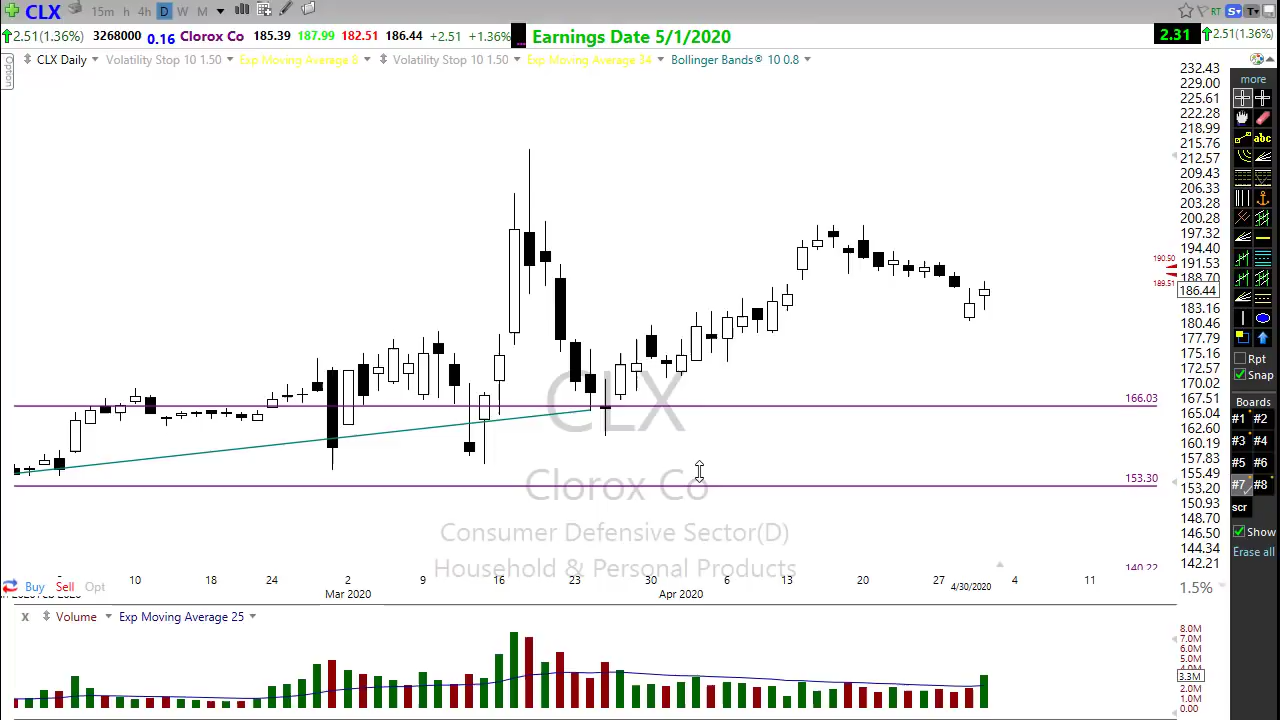 CLX 15m 1h 4h D W M RT S T
2.51(1.36%) 3268000 0.16 Clorox Co 185.39 187.99 182.51 186.44 +2.51 +1.36% Earnings Date 5/1/2020 2.31 2.51(1.36%)
Option
CLX Daily Volatility Stop 10 1.50 Exp Moving Average 8 Volatility Stop 10 1.50 Exp Moving Average 34 Bollinger Bands® 10 0.8
232.43
229.00
225.61
222.28
218.99
215.76
212.57
209.43
206.33
203.28
200.28
197.32
194.40
191.53
188.70
186.44
183.16
180.46
177.79
175.16
172.57
170.02
167.51
165.04
162.60
160.19
157.83
155.49
153.20
150.93
148.70
146.50
144.34
142.21
190.50
189.51
166.03
153.30
140.22
CLX
Clorox Co
Consumer Defensive Sector(D)
Household & Personal Products
more
abc
Rpt
Snap
Boards
#1 #2
#3 #4
#5 #6
#7 #8
scr
Show
Erase all
Buy Sell Opt
10 18 24 2 9 16 23 30 6 13 20 27 4/30/2020 4 11
Mar 2020 Apr 2020
1.5%
x Volume Exp Moving Average 25
8.0M
7.0M
6.0M
5.0M
3.3M
2.0M
1.0M
0.00